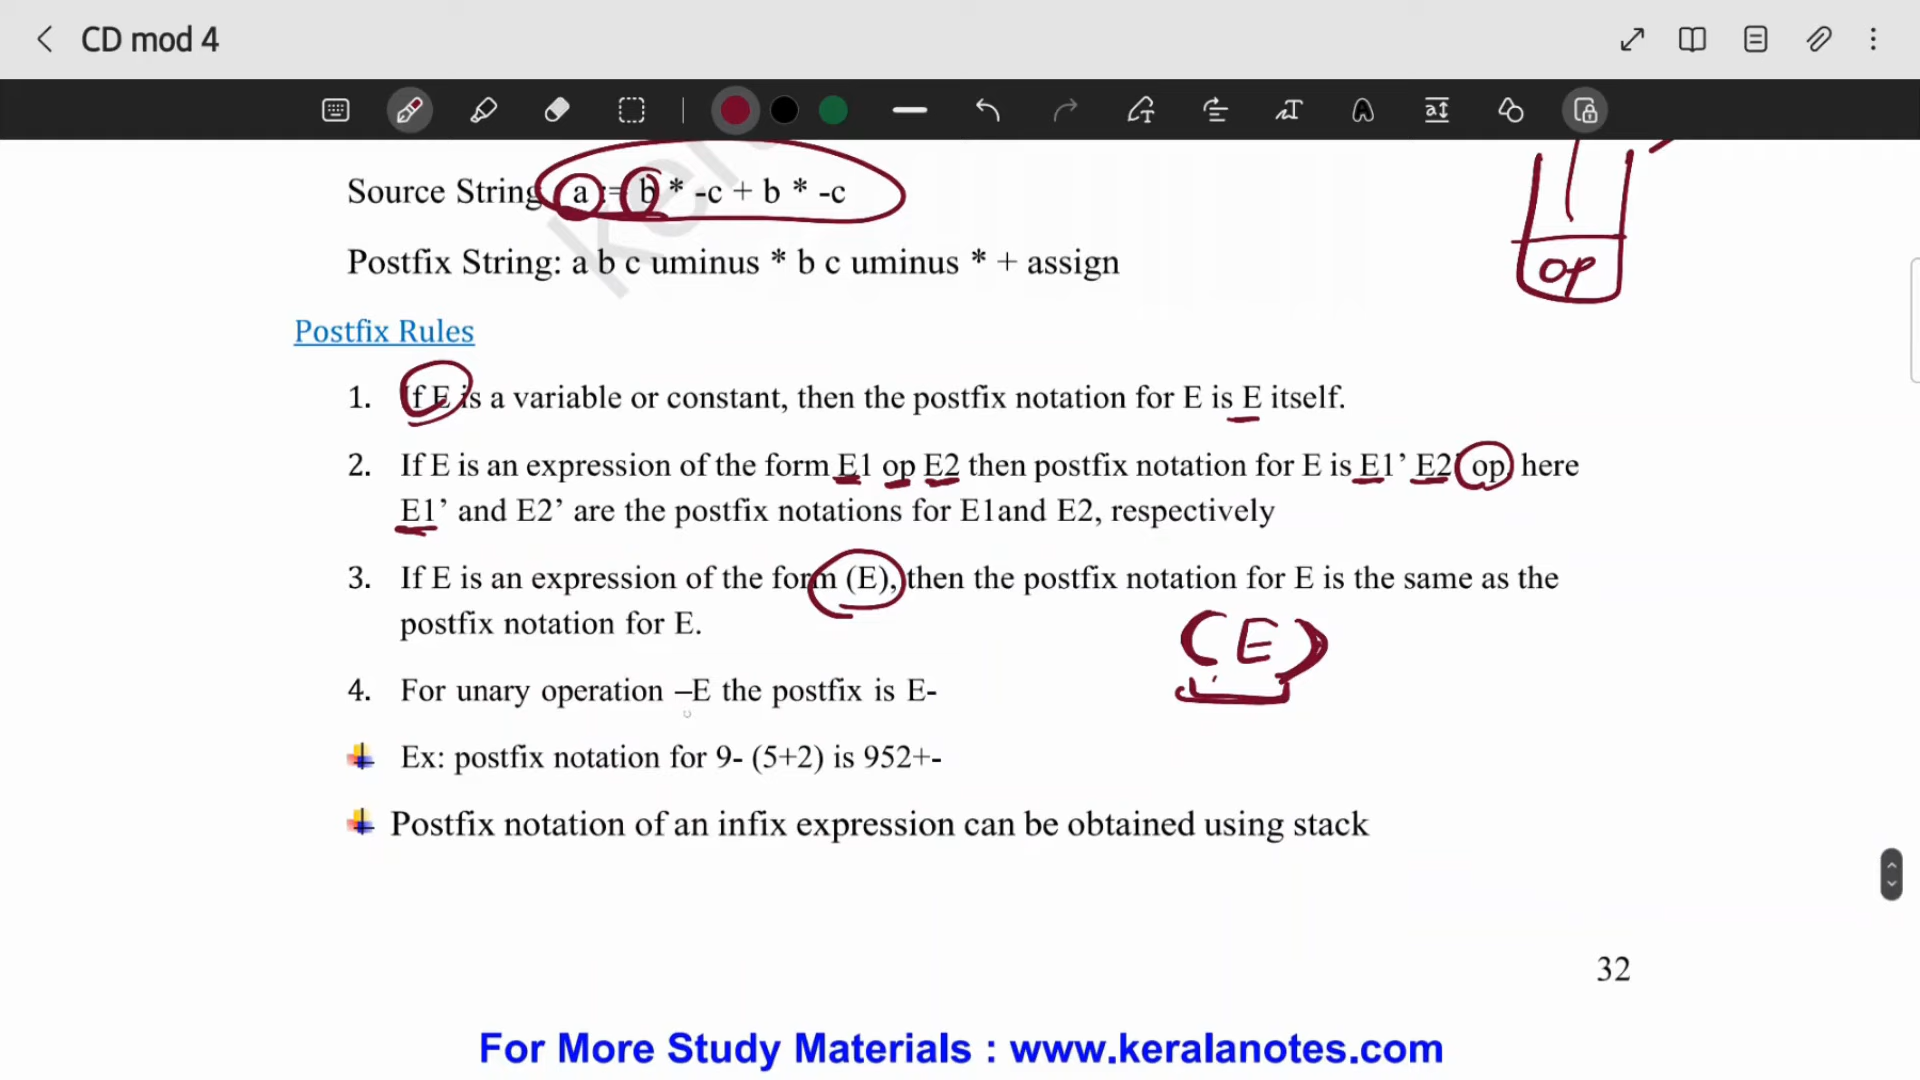 CD mod 4
Source String a := b * -c + b * -c
op
Postfix String: a b c uminus * b c uminus * + assign
Postfix Rules
1. If E is a variable or constant, then the postfix notation for E is E itself.
2. If E is an expression of the form E1 op E2 then postfix notation for E is E1’ E2’ op, here
E1’ and E2’ are the postfix notations for E1and E2, respectively
3. If E is an expression of the form (E), then the postfix notation for E is the same as the
postfix notation for E.
(E)
4. For unary operation –E the postfix is E-
Ex: postfix notation for 9- (5+2) is 952+-
Postfix notation of an infix expression can be obtained using stack
32
For More Study Materials : www.keralanotes.com